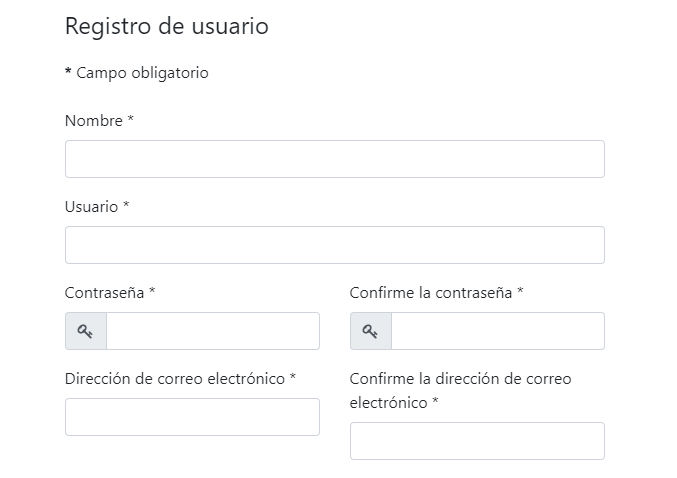 Registro de usuario
* Campo obligatorio
Nombre *
Usuario *
Contraseña *
Confirme la contraseña *
Dirección de correo electrónico *
Confirme la dirección de correo
electrónico *